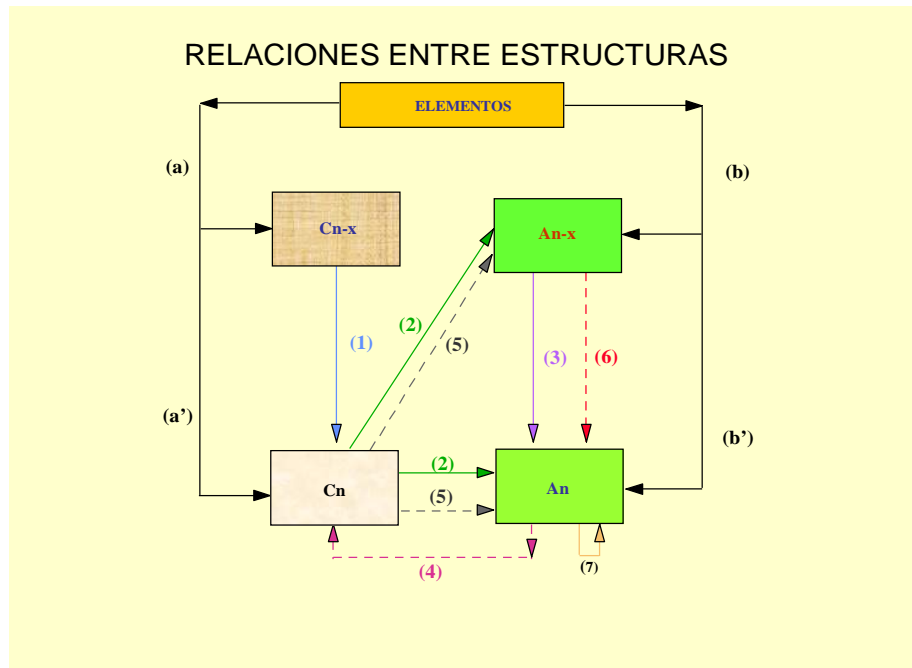 RELACIONES ENTRE ESTRUCTURAS
ELEMENTOS
(a)
(b)
Cn-x
An-x
(2)
(5)
(1)
(3)
(6)
(a’)
(b’)
(2)
Cn
(5)
An
(4)
(7)